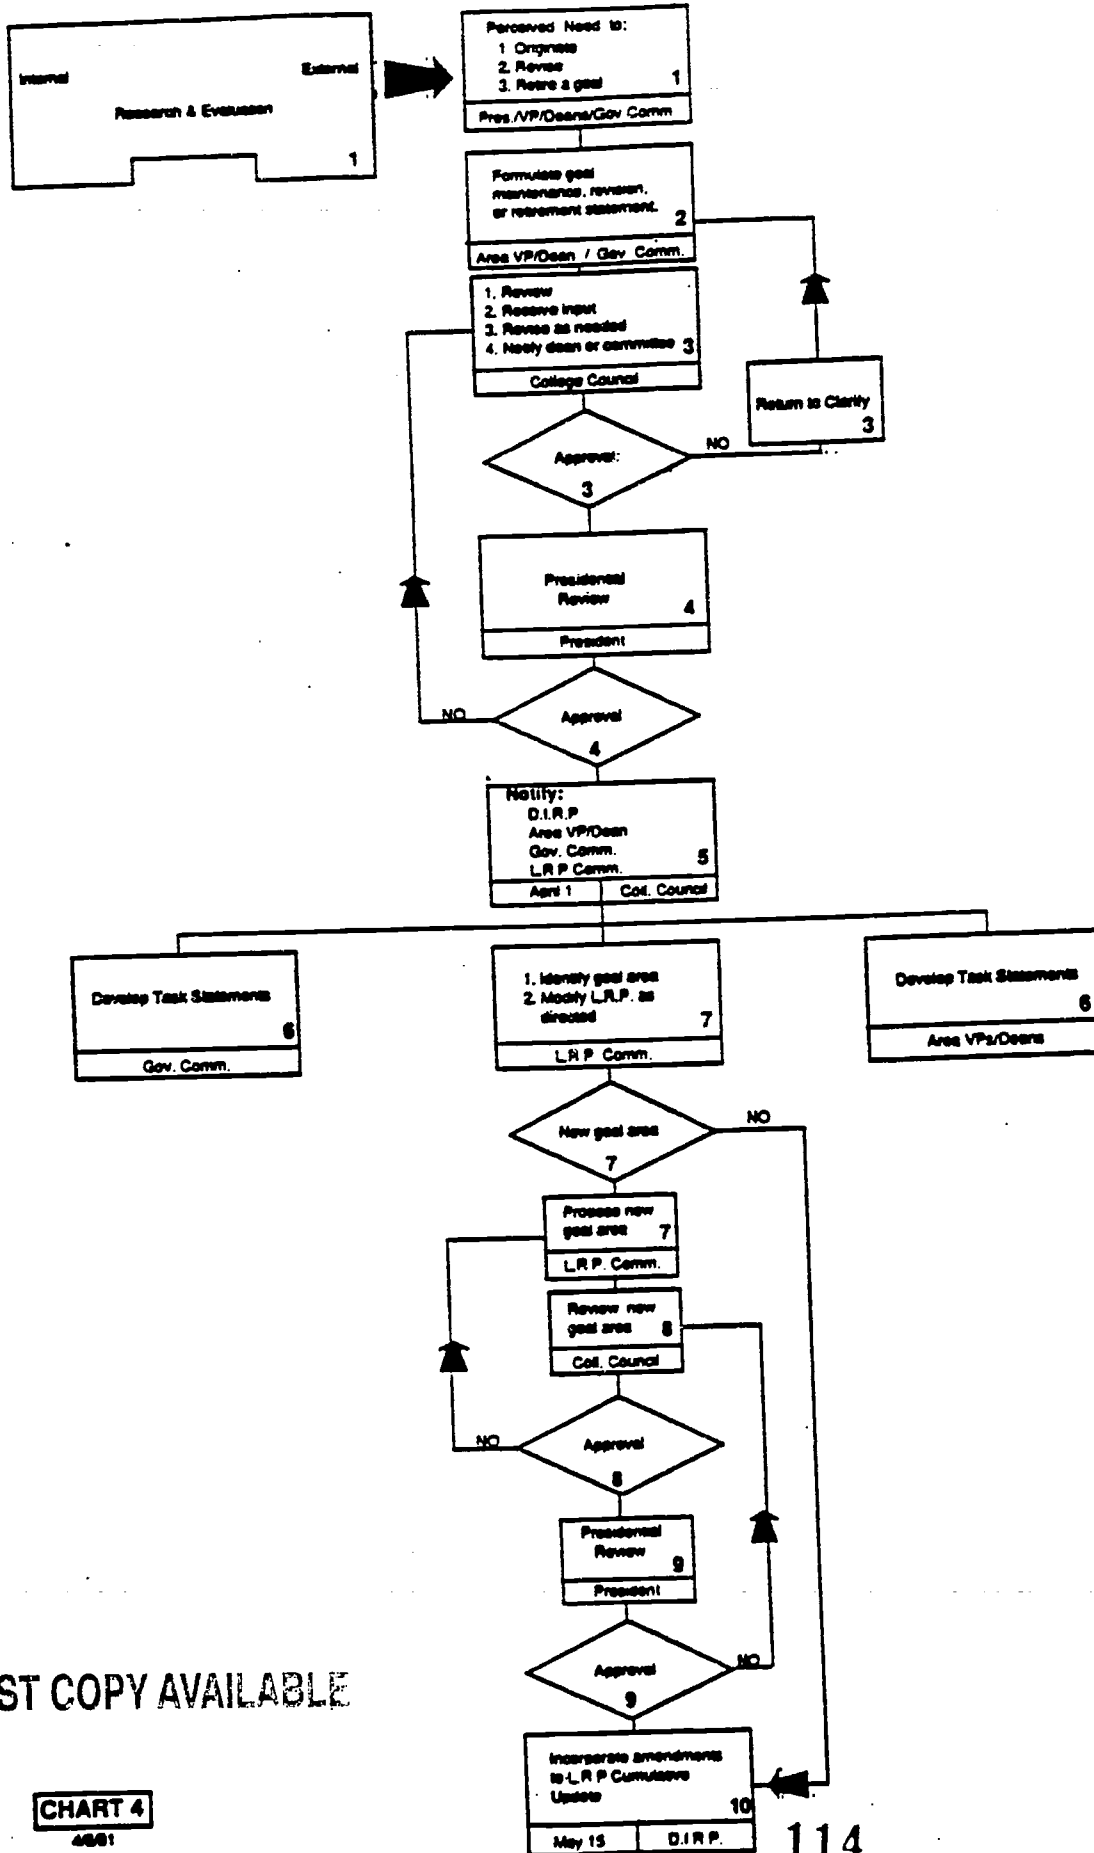 Internal
External
Research & Evaluation
1
Perceived Need to:
1 Originate
2. Revise
3. Retire a goal
1
Pres./VP/Deans/Gov Comm
Formulate goal
maintenance, revision,
or retirement statement.
2
Area VP/Dean / Gov. Comm.
1. Review
2. Receive input
3. Revise as needed
4. Notify dean or committee
3
College Council
Return to Clarify
3
NO
Approval:
3
Presidential
Review
4
President
NO
Approval
4
Notify:
D.I.R.P
Area VP/Dean
Gov. Comm.
L.R.P Comm.
5
April 1
Coll. Council
Develop Task Statements
6
Gov. Comm.
1. Identify goal area
2. Modify L.R.P. as
directed
7
L.R.P Comm.
Develop Task Statements
6
Area VPs/Deans
New goal area
7
NO
Propose new
goal area
7
L.R.P. Comm.
Review new
goal area
8
Coll. Council
NO
Approval
8
Presidential
Review
9
President
Approval
9
NO
Incorporate amendments
to L.R.P Cumulative
Update
10
May 15
D.I.R.P.
ST COPY AVAILABLE
CHART 4
114